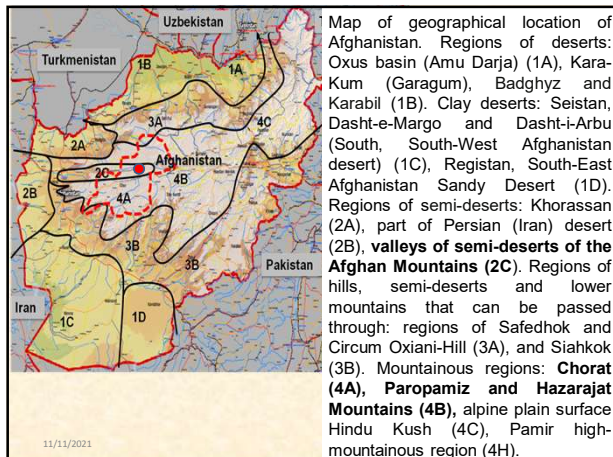 Uzbekistan
Turkmenistan
1B
1A
3A
4C
2A
Afghanistan
2C
4B
2B
4A
3B
3B
Pakistan
Iran
1C
1D
11/11/2021
Map of geographical location of
Afghanistan. Regions of deserts:
Oxus basin (Amu Darja) (1A), Kara-
Kum (Garagum), Badghyz and
Karabil (1B). Clay deserts: Seistan,
Dasht-e-Margo and Dasht-i-Arbu
(South, South-West Afghanistan
desert) (1C), Registan, South-East
Afghanistan Sandy Desert (1D).
Regions of semi-deserts: Khorassan
(2A), part of Persian (Iran) desert
(2B), valleys of semi-deserts of the
Afghan Mountains (2C). Regions of
hills, semi-deserts and lower
mountains that can be passed
through: regions of Safedhok and
Circum Oxiani-Hill (3A), and Siahkok
(3B). Mountainous regions: Chorat
(4A), Paropamiz and Hazarajat
Mountains (4B), alpine plain surface
Hindu Kush (4C), Pamir high-
mountainous region (4H).